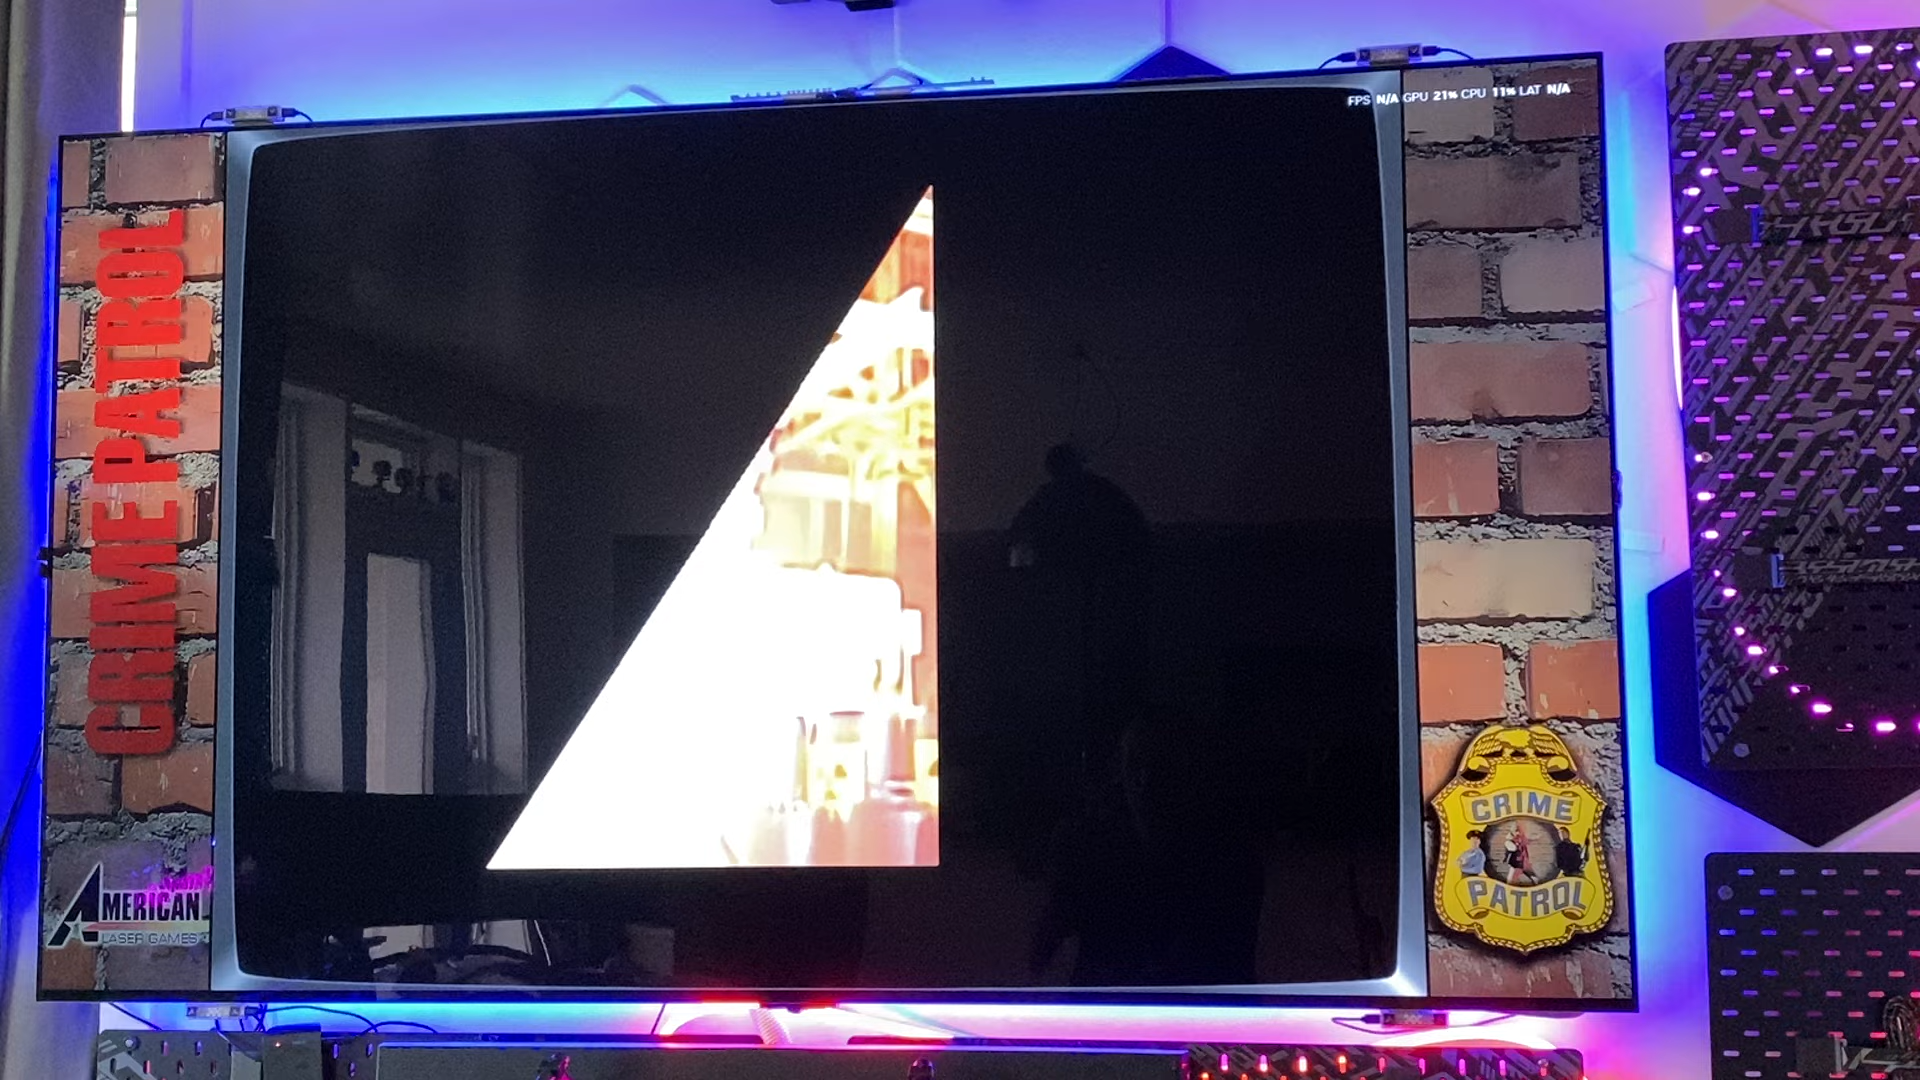 FPS N/A GPU 21% CPU 11% LAT N/A
CRIME PATROL
AMERICAN
LASER GAMES
CRIME
PATROL